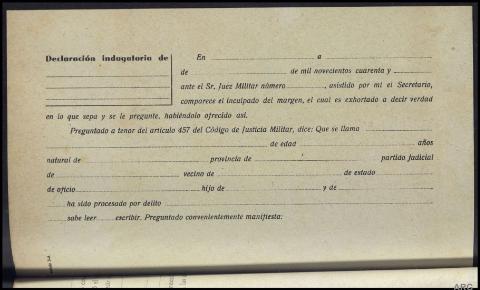 Declaración indagatoria de
En a
de de mil novecientos cuarenta y
ante el Sr. Juez Militar número , asistido por mí el Secretario,
comparece el inculpado del margen, el cual es exhortado a decir verdad
en lo que sepa y se le pregunte, habiéndolo ofrecido así.
Preguntado a tenor del artículo 457 del Código de Justicia Militar, dice: Que se llama
de edad años
natural de provincia de partido judicial
de vecino de de estado
de oficio hijo de y de
ha sido procesado por delito
sabe leer escribir. Preguntado convenientemente manifiesta:
ARC